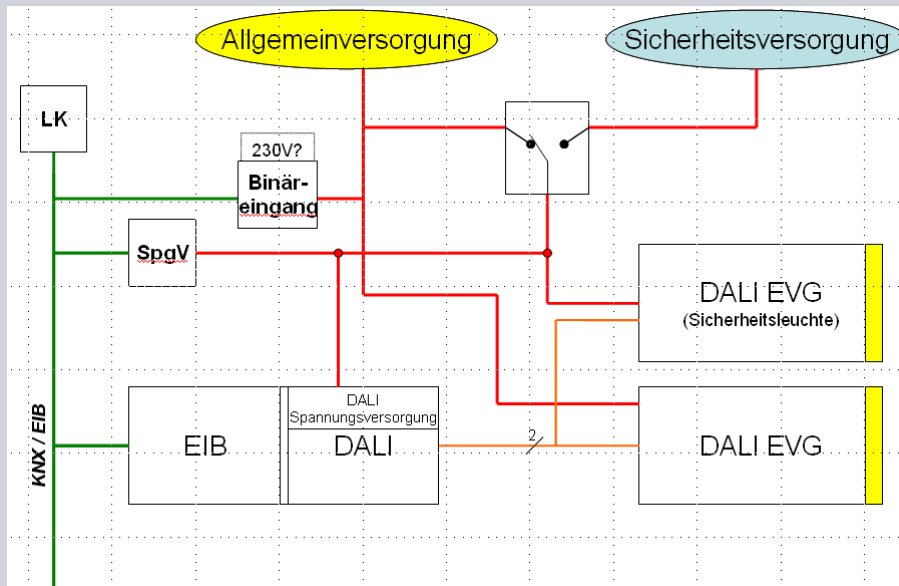 Allgemeinversorgung
Sicherheitsversorgung
LK
230V?
Binär-
eingang
SpgV
DALI EVG
(Sicherheitsleuchte)
KNX / EIB
EIB
DALI
Spannungsversorgung
DALI
2
DALI EVG